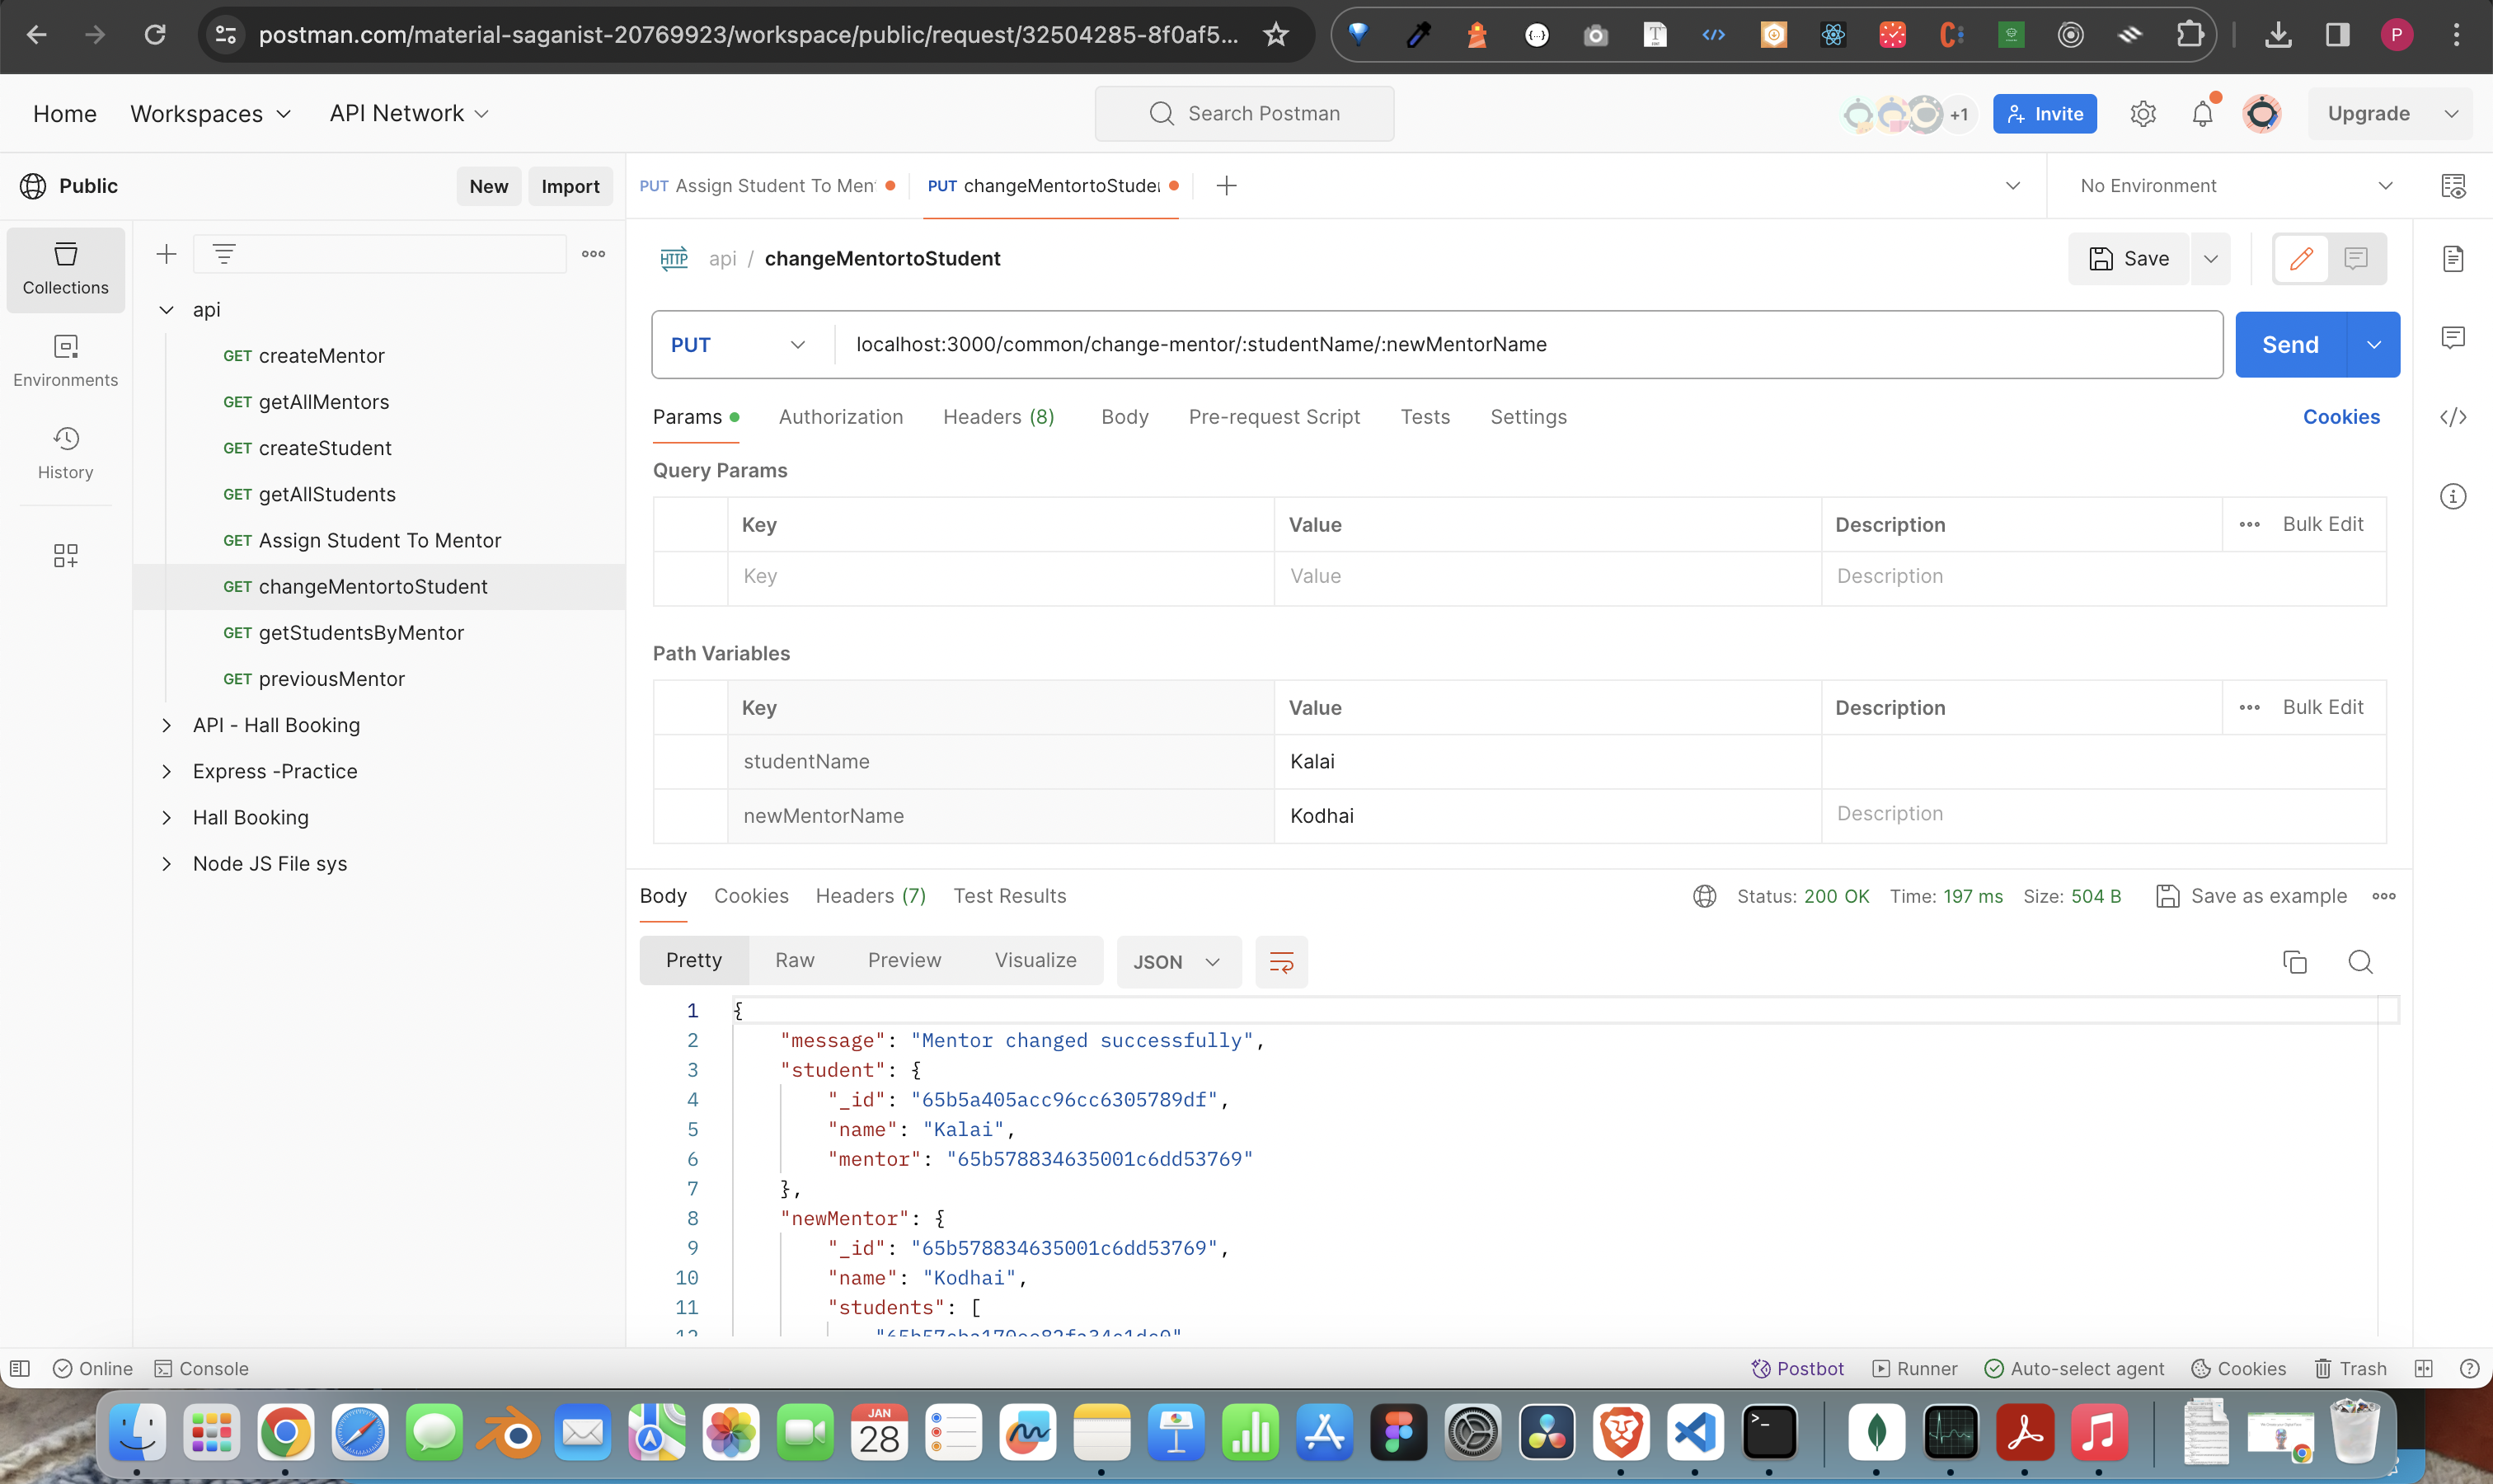 postman.com/material-saganist-20769923/workspace/public/request/32504285-8f0af5...
P
Home Workspaces API Network Search Postman +1 Invite Upgrade
Public New Import PUT Assign Student To Men PUT changeMentortoStude No Environment
Collections
api / changeMentortoStudent Save
HTTP
api
PUT localhost:3000/common/change-mentor/:studentName/:newMentorName Send
GET createMentor
Environments
GET getAllMentors
Params Authorization Headers (8) Body Pre-request Script Tests Settings Cookies
GET createStudent
History
Query Params
GET getAllStudents
Key Value Description Bulk Edit
GET Assign Student To Mentor
Key Value Description
GET changeMentortoStudent
GET getStudentsByMentor
Path Variables
GET previousMentor
Key Value Description Bulk Edit
API - Hall Booking
studentName Kalai
Express -Practice
newMentorName Kodhai Description
Hall Booking
Node JS File sys
Body Cookies Headers (7) Test Results Status: 200 OK Time: 197 ms Size: 504 B Save as example
Pretty Raw Preview Visualize JSON
1 {
2 "message": "Mentor changed successfully",
3 "student": {
4 "_id": "65b5a405acc96cc6305789df",
5 "name": "Kalai",
6 "mentor": "65b578834635001c6dd53769"
7 },
8 "newMentor": {
9 "_id": "65b578834635001c6dd53769",
10 "name": "Kodhai",
11 "students": [
12
Online Console Postbot Runner Auto-select agent Cookies Trash
JAN
28